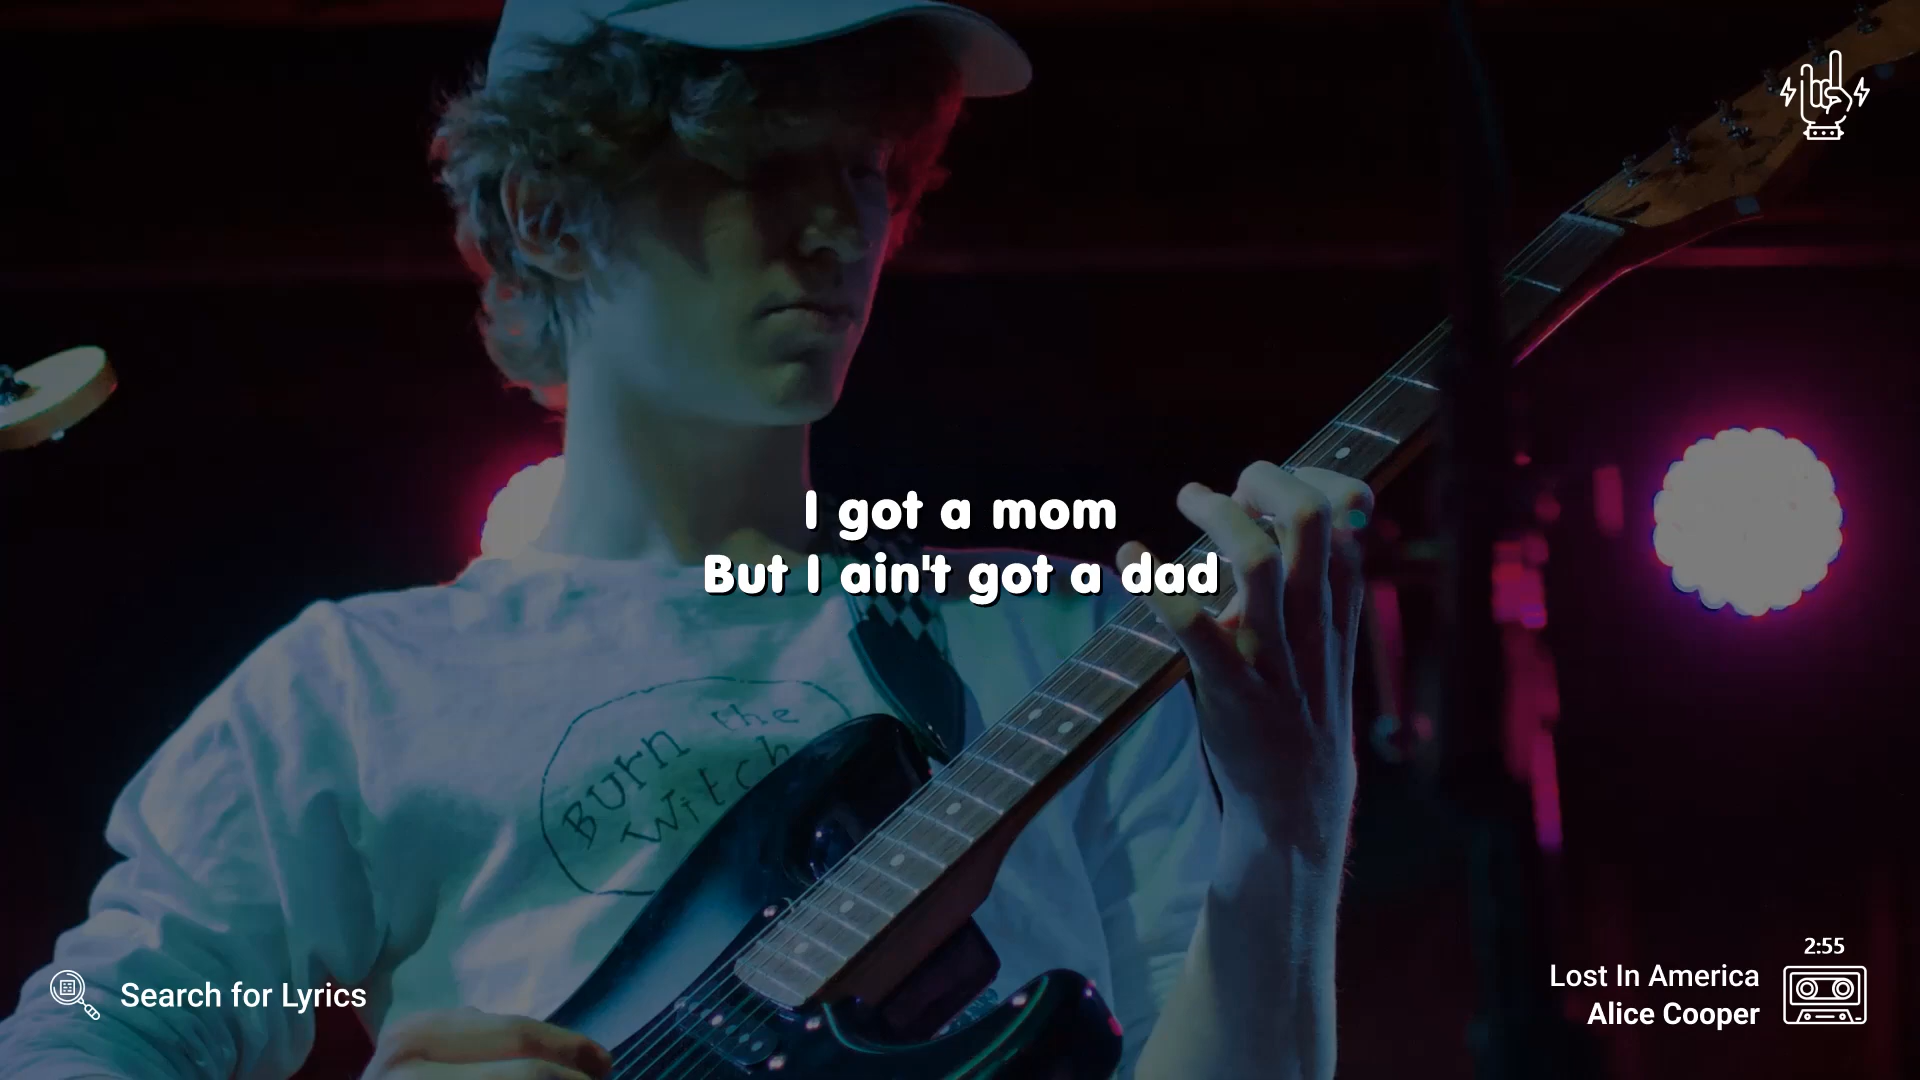 I got a mom
But I ain't got a dad
Burn the
Witch
2:55
Lost In America
Alice Cooper
Search for Lyrics